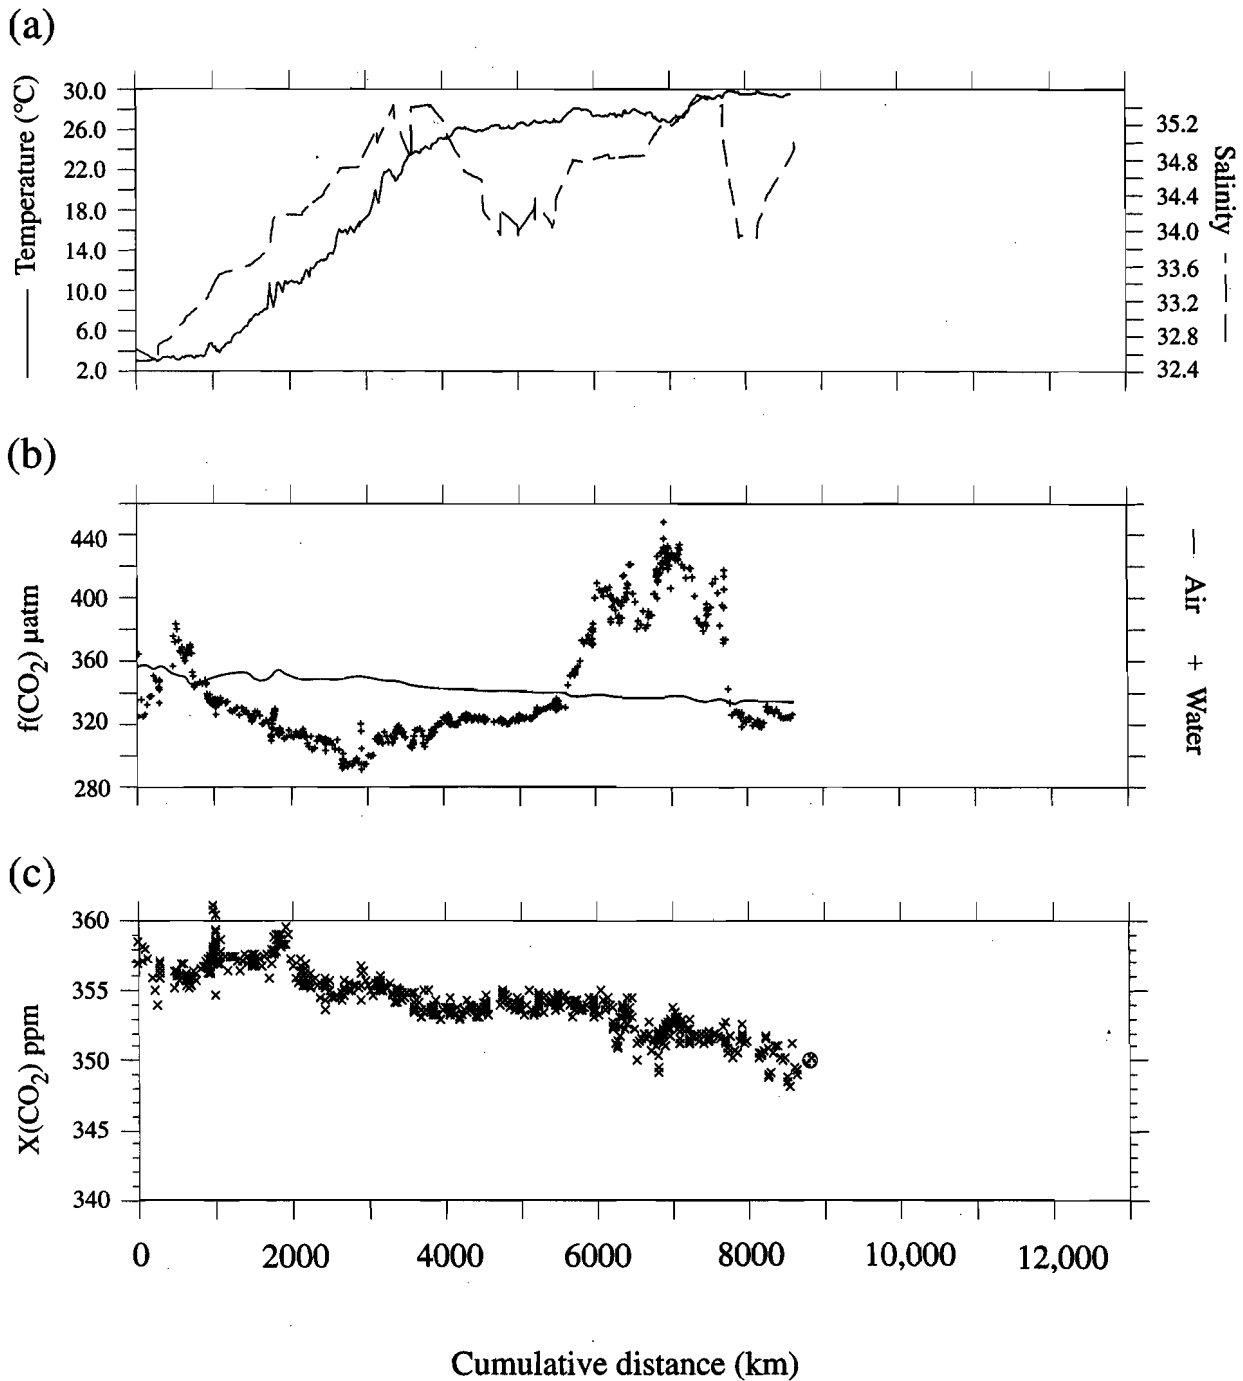 (a)
30.0
26.0
22.0
18.0
14.0
10.0
6.0
2.0
— Temperature (°C)
35.2
34.8
34.4
34.0
33.6
33.2
32.8
32.4
Salinity - — —
(b)
440
400
360
320
280
f(CO2) µatm
— Air + Water
(c)
360
355
350
345
340
X(CO2) ppm
0 2000 4000 6000 8000 10,000 12,000
Cumulative distance (km)